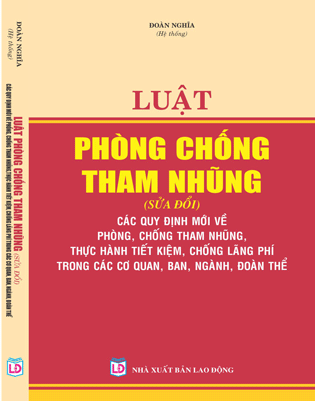 ĐOÀN NGHĨA
(Hệ thống)
LUẬT
PHÒNG CHỐNG
THAM NHŨNG
(SỬA ĐỔI)
CÁC QUY ĐỊNH MỚI VỀ
PHÒNG, CHỐNG THAM NHŨNG,
THỰC HÀNH TIẾT KIỆM, CHỐNG LÃNG PHÍ
TRONG CÁC CƠ QUAN, BAN, NGÀNH, ĐOÀN THỂ
LĐ NHÀ XUẤT BẢN LAO ĐỘNG
ĐOÀN NGHĨA
(Hệ thống)
LUẬT PHÒNG CHỐNG THAM NHŨNG (SỬA ĐỔI)
CÁC QUY ĐỊNH MỚI VỀ PHÒNG, CHỐNG THAM NHŨNG, THỰC HÀNH TIẾT KIỆM, CHỐNG LÃNG PHÍ TRONG CÁC CƠ QUAN, BAN, NGÀNH, ĐOÀN THỂ
LĐ